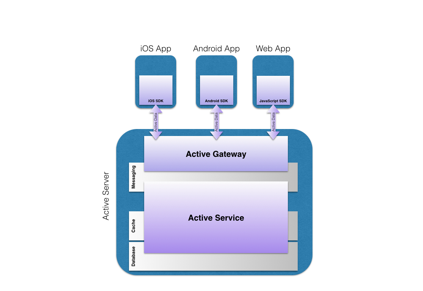 iOS App
Android App
Web App
iOS SDK
Android SDK
JavaScript SDK
Active Gateway
Messaging
Active Service
Cache
Database
Active Server